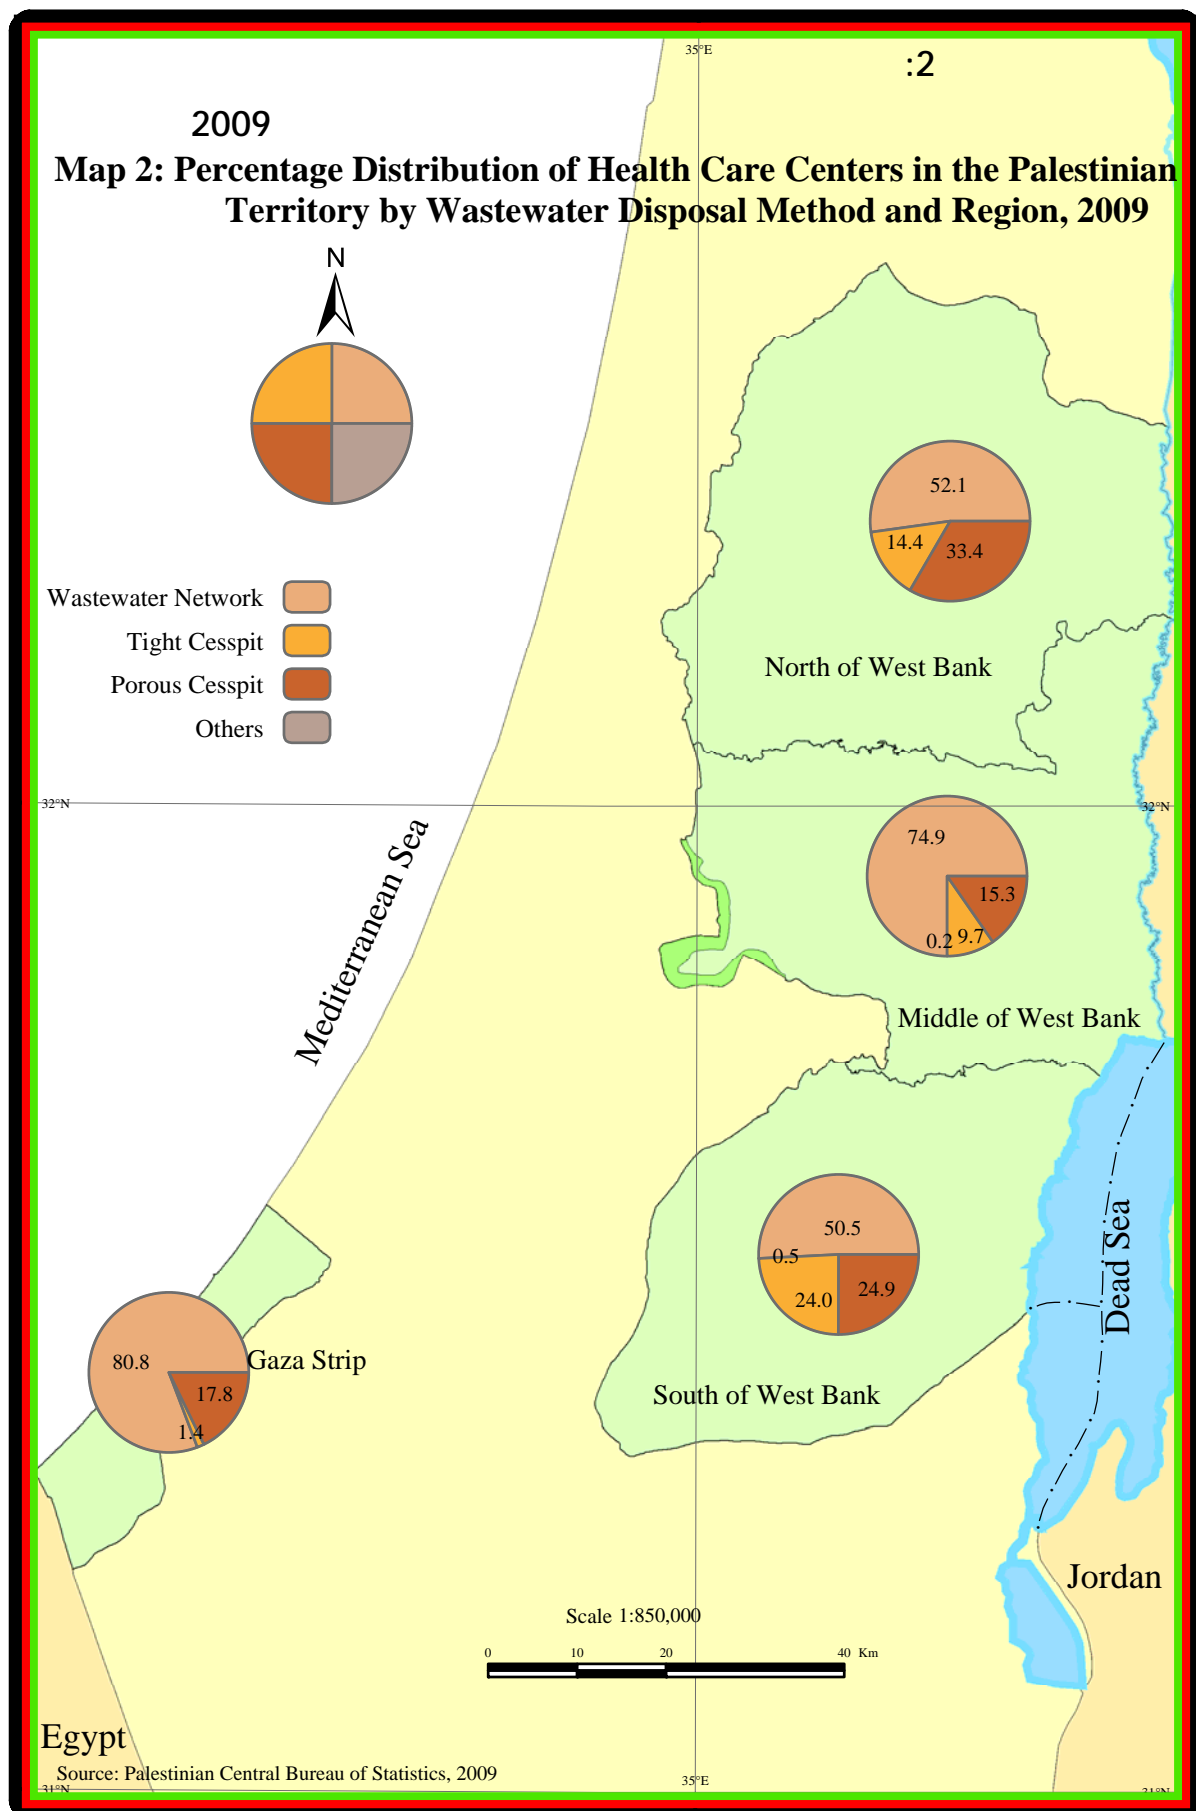 35°E
:2
2009
Map 2: Percentage Distribution of Health Care Centers in the Palestinian
Territory by Wastewater Disposal Method and Region, 2009
N
52.1
14.4
33.4
Wastewater Network
Tight Cesspit
Porous Cesspit
Others
North of West Bank
32°N
32°N
74.9
15.3
0.2
9.7
Mediterranean Sea
Middle of West Bank
50.5
0.5
24.0
24.9
Dead Sea
80.8
Gaza Strip
17.8
1.4
South of West Bank
Jordan
Scale 1:850,000
0 10 20 40 Km
Egypt
Source: Palestinian Central Bureau of Statistics, 2009
35°E
31°N
31°N